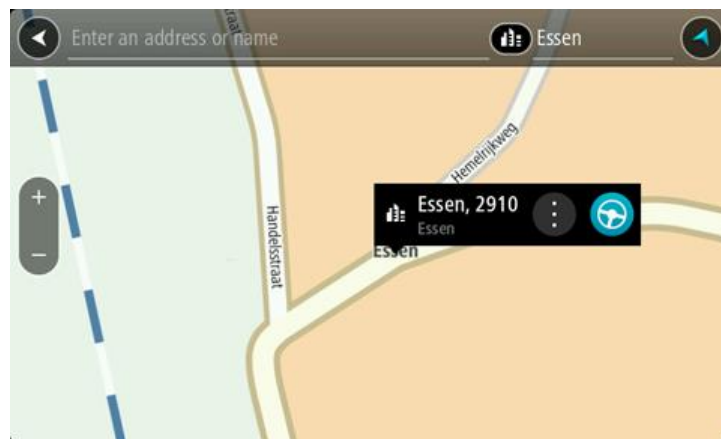 Enter an address or name
Essen
Hemelrijkweg
Essen, 2910
Essen
Essen
Handelsstraat